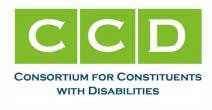 CCD
CONSORTIUM FOR CONSTITUENTS
WITH DISABILITIES